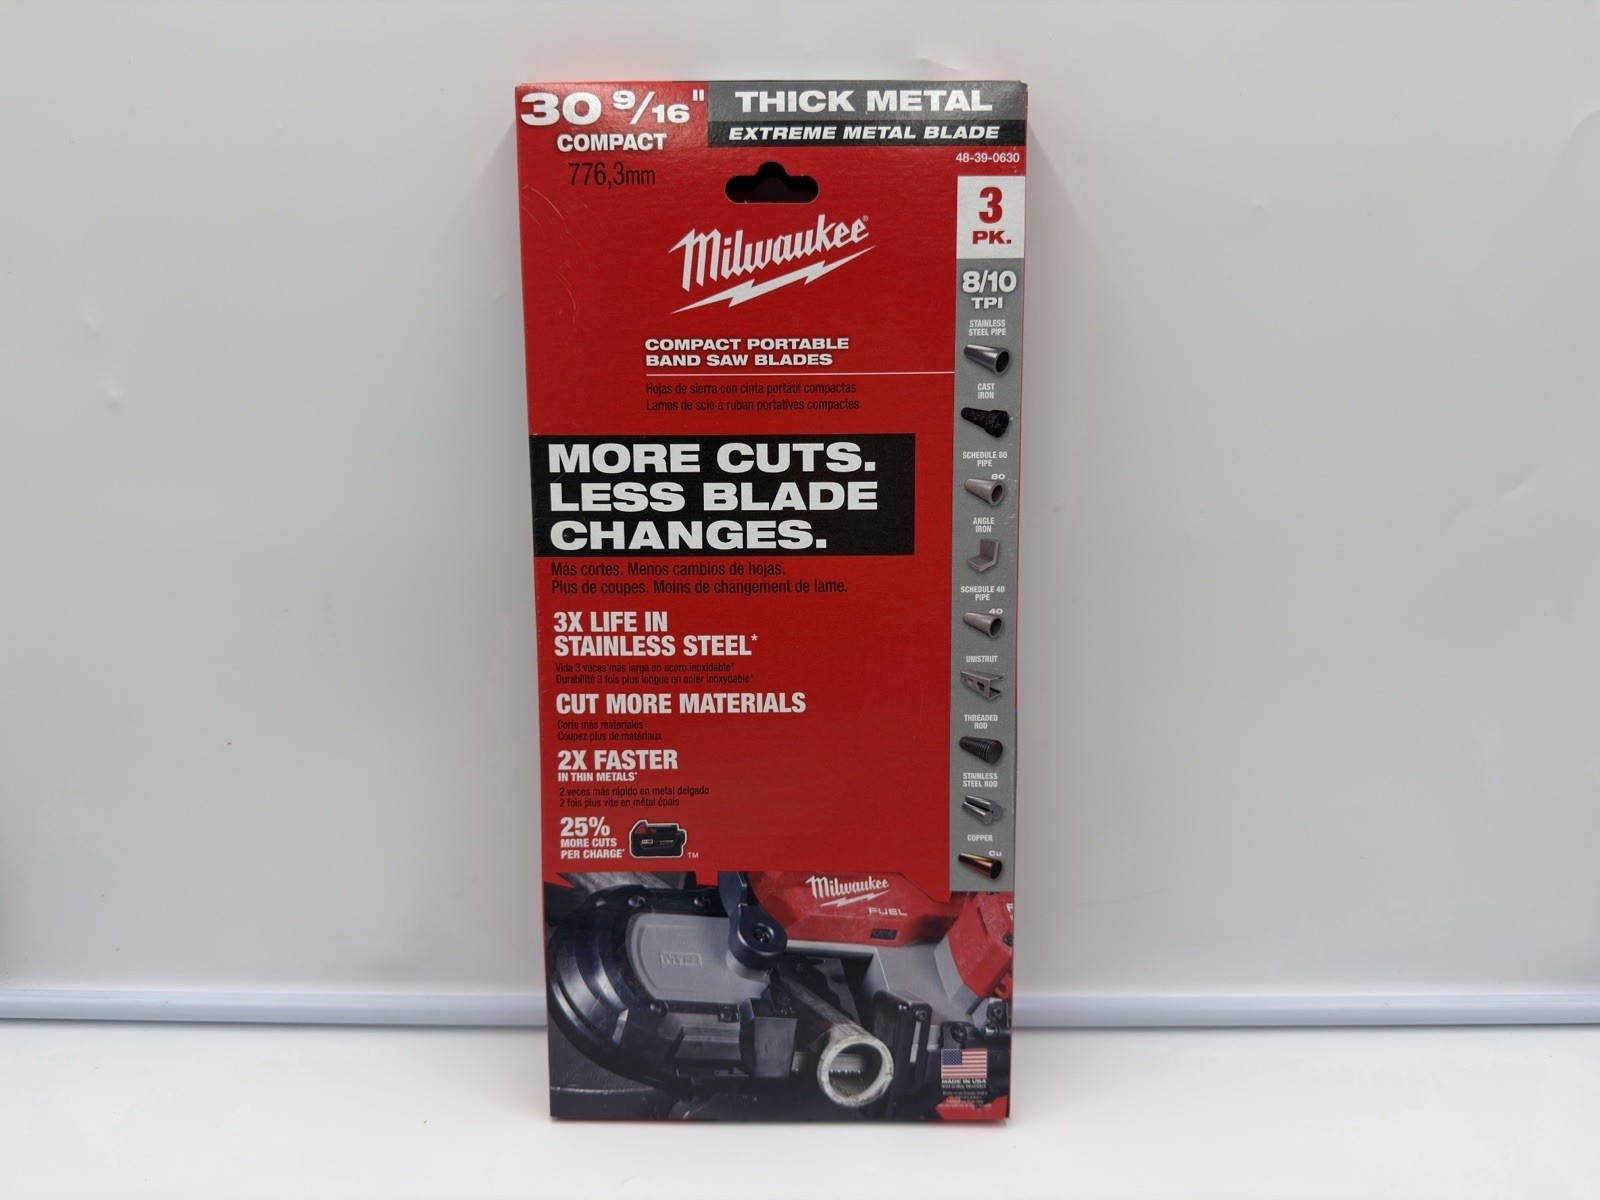 30 9/16"
COMPACT
776,3mm
THICK METAL
EXTREME METAL BLADE
48-39-0630
3
PK.
Milwaukee®
COMPACT PORTABLE
BAND SAW BLADES
Hojas de sierra con cinta portátil compactas
Lames de scie à ruban portatives compactes
MORE CUTS.
LESS BLADE
CHANGES.
Más cortes. Menos cambios de hojas.
Plus de coupes. Moins de changement de lame.
3X LIFE IN
STAINLESS STEEL*
Vida 3 veces más larga en acero inoxidable*
Durabilité 3 fois plus longue en acier inoxydable*
CUT MORE MATERIALS
Corte más materiales
Coupez plus de matériaux
2X FASTER
IN THIN METALS*
2 veces más rápido en metal delgado
2 fois plus vite en métal épais
25%
MORE CUTS
PER CHARGE*
TM
8/10
TPI
STAINLESS
STEEL PIPE
CAST
IRON
SCHEDULE 80
PIPE
80
ANGLE
IRON
SCHEDULE 40
PIPE
40
UNISTRUT
THREADED
ROD
STAINLESS
STEEL ROD
COPPER
Cu
Milwaukee
FUEL
MADE IN USA